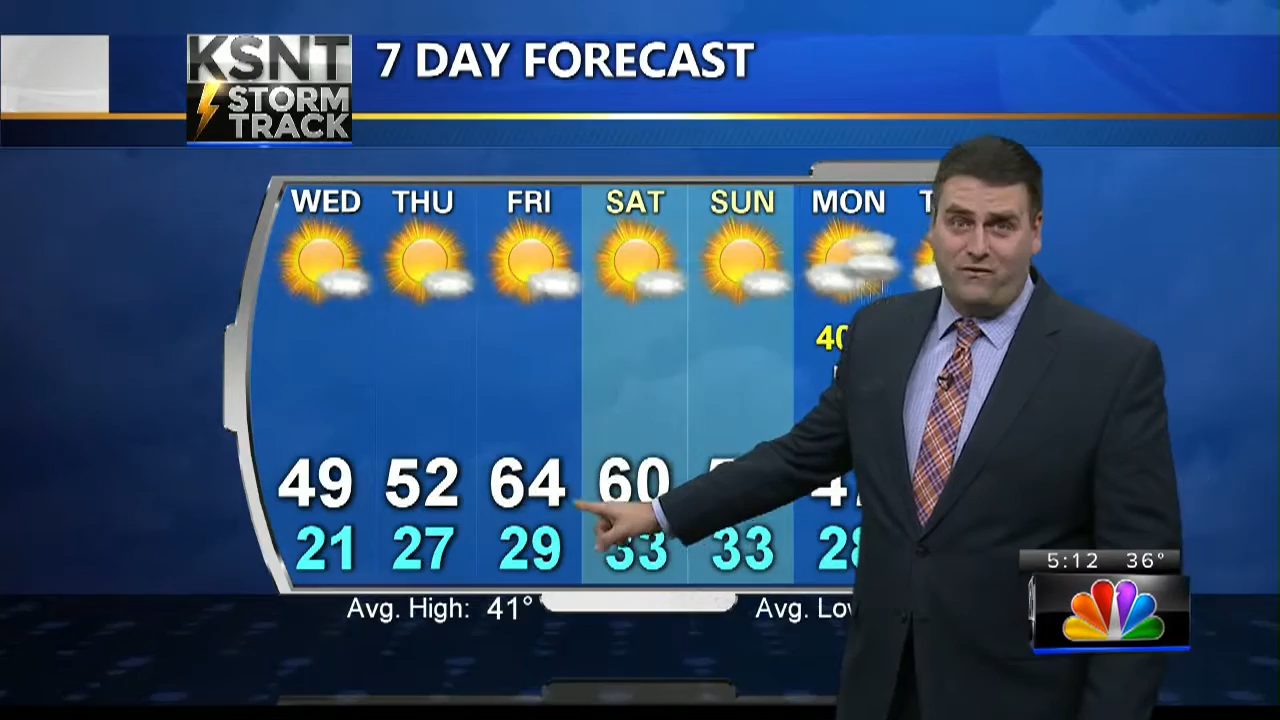 KSNT
STORM
TRACK
7 DAY FORECAST
WED THU FRI SAT SUN MON
49 52 64 60
21 27 29 33 33
Avg. High: 41°
Avg.
5:12 36°